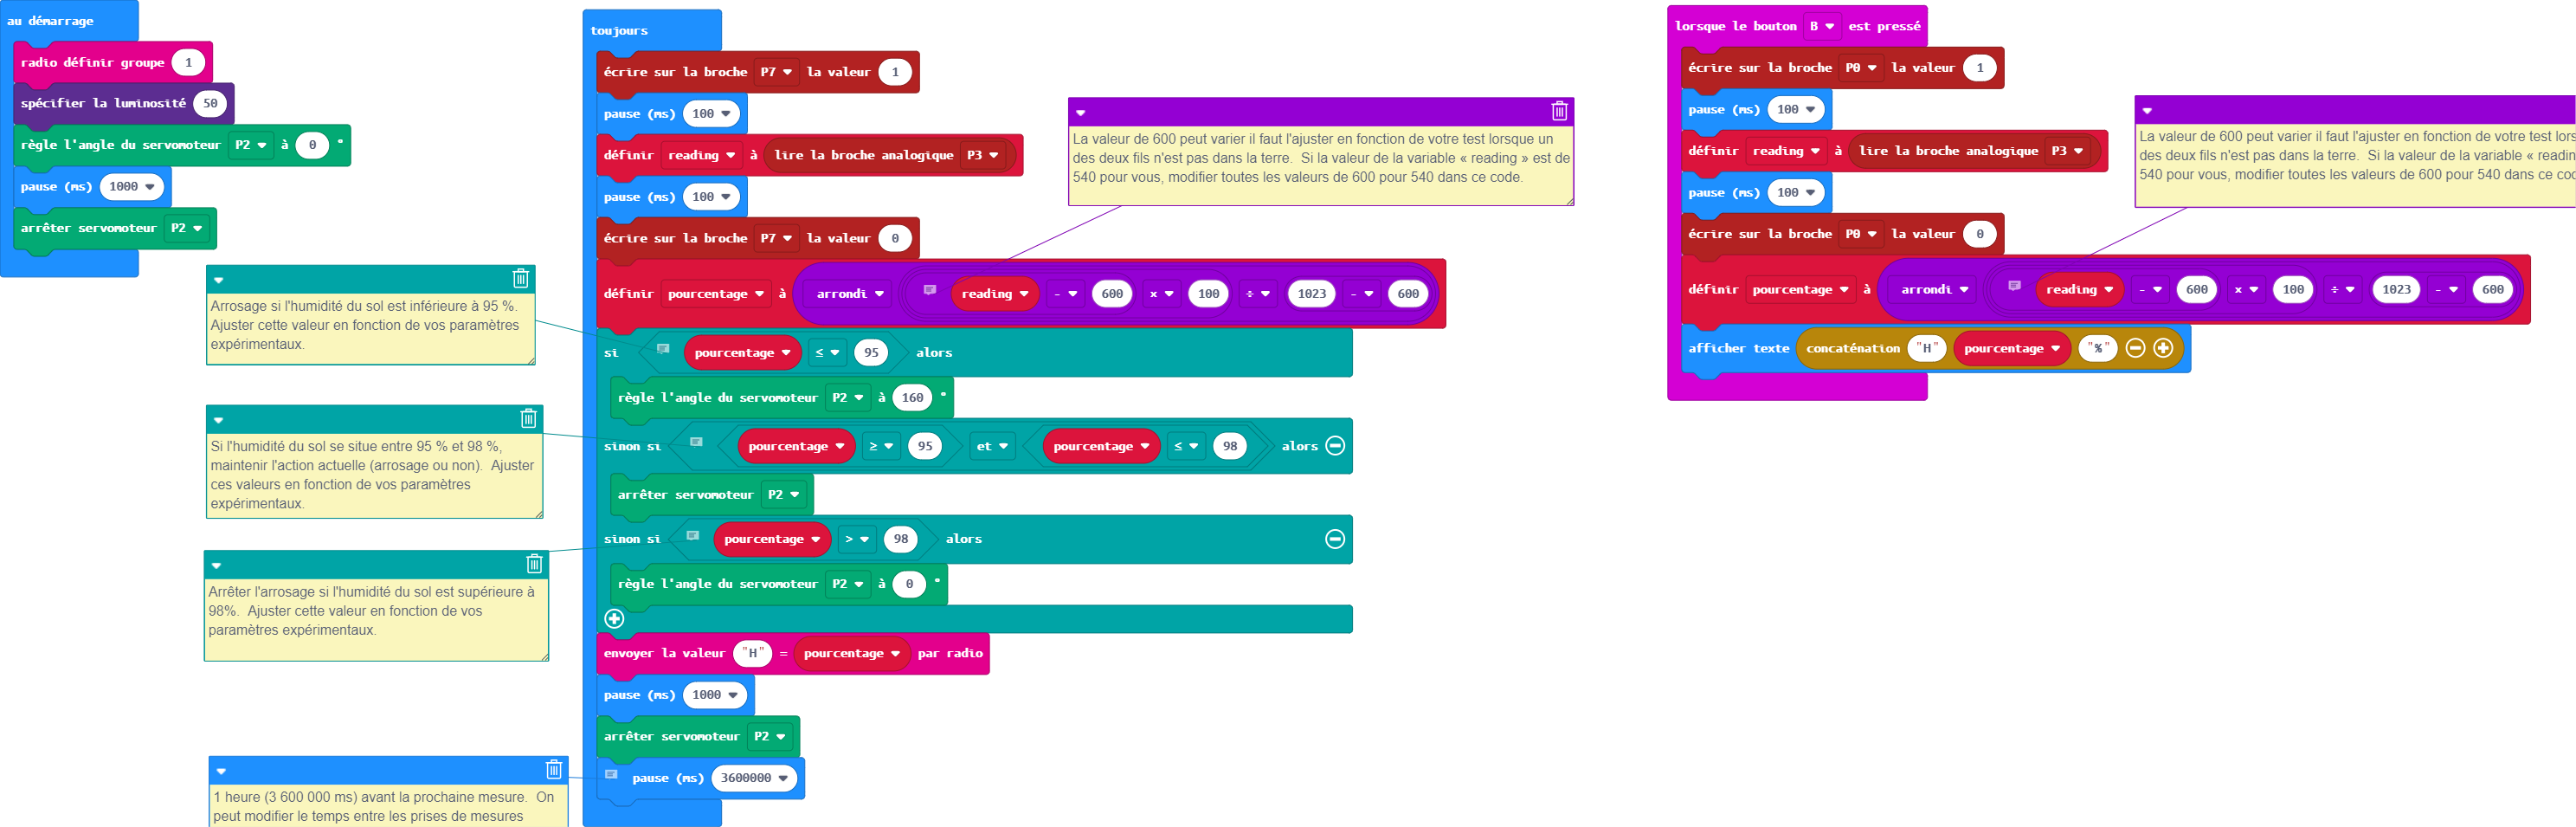 au démarrage
radio définir groupe 1
spécifier la luminosité 50
règle l'angle du servomoteur P2 à 0 °
pause (ms) 1000
arrêter servomoteur P2
Arrosage si l'humidité du sol est inférieure à 95 %.
Ajuster cette valeur en fonction de vos paramètres
expérimentaux.
Si l'humidité du sol se situe entre 95 % et 98 %,
maintenir l'action actuelle (arrosage ou non).  Ajuster
ces valeurs en fonction de vos paramètres
expérimentaux.
Arrêter l'arrosage si l'humidité du sol est supérieure à
98%.  Ajuster cette valeur en fonction de vos
paramètres expérimentaux.
1 heure (3 600 000 ms) avant la prochaine mesure.  On
peut modifier le temps entre les prises de mesures
toujours
écrire sur la broche P7 la valeur 1
pause (ms) 100
définir reading à lire la broche analogique P3
pause (ms) 100
écrire sur la broche P7 la valeur 0
définir pourcentage à arrondi reading - 600 x 100 ÷ 1023 - 600
si pourcentage ≤ 95 alors
règle l'angle du servomoteur P2 à 160 °
sinon si pourcentage ≥ 95 et pourcentage ≤ 98 alors
arrêter servomoteur P2
sinon si pourcentage > 98 alors
règle l'angle du servomoteur P2 à 0 °
envoyer la valeur "H" = pourcentage par radio
pause (ms) 1000
arrêter servomoteur P2
pause (ms) 3600000
La valeur de 600 peut varier il faut l'ajuster en fonction de votre test lorsque un
des deux fils n'est pas dans la terre.  Si la valeur de la variable « reading » est de
540 pour vous, modifier toutes les valeurs de 600 pour 540 dans ce code.
lorsque le bouton B est pressé
écrire sur la broche P0 la valeur 1
pause (ms) 100
définir reading à lire la broche analogique P3
pause (ms) 100
écrire sur la broche P0 la valeur 0
définir pourcentage à arrondi reading - 600 x 100 ÷ 1023 - 600
afficher texte concaténation "H" pourcentage "%"
La valeur de 600 peut varier il faut l'ajuster en fonction de votre test
des deux fils n'est pas dans la terre.  Si la valeur de la variable «
540 pour vous, modifier toutes les valeurs de 600 pour 540 dans ce